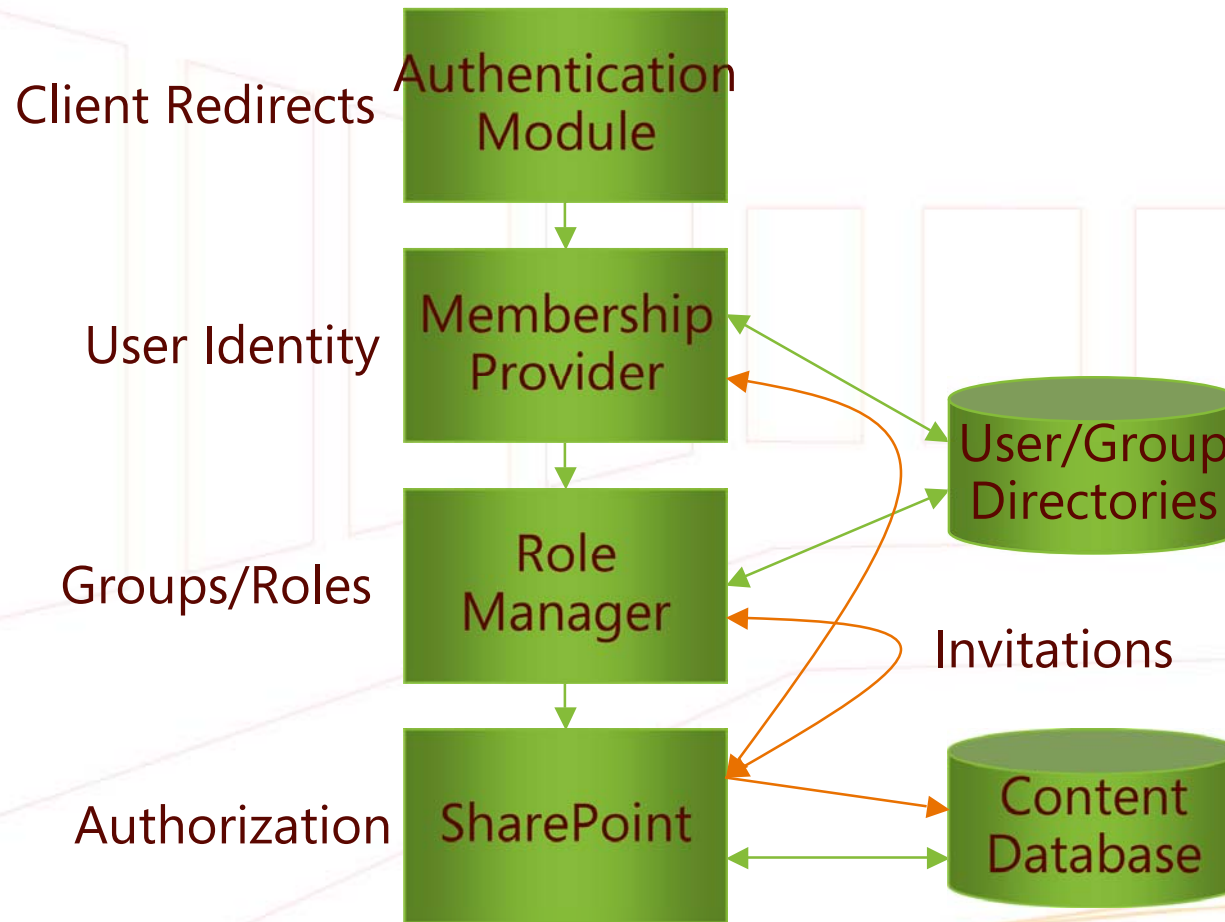 Client Redirects
Authentication
Module
User Identity
Membership
Provider
User/Group
Directories
Groups/Roles
Role
Manager
Invitations
Authorization
SharePoint
Content
Database